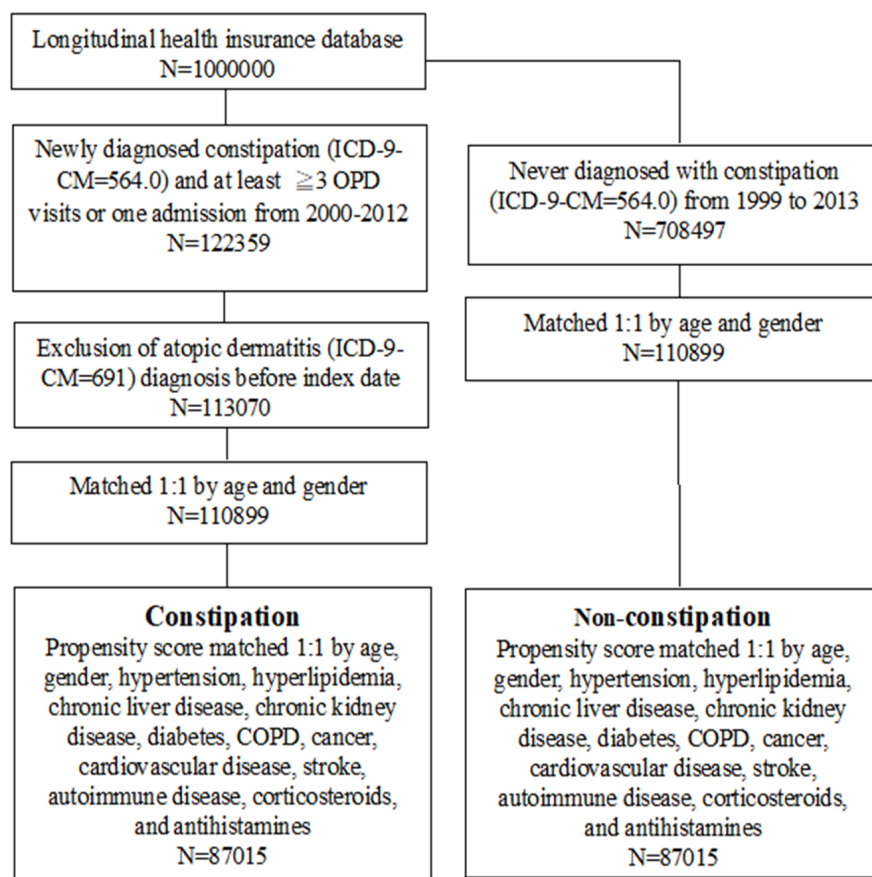 Longitudinal health insurance database
N=1000000
Newly diagnosed constipation (ICD-9-
CM=564.0) and at least ≧3 OPD
visits or one admission from 2000-2012
N=122359
Never diagnosed with constipation
(ICD-9-CM=564.0) from 1999 to 2013
N=708497
Exclusion of atopic dermatitis (ICD-9-
CM=691) diagnosis before index date
N=113070
Matched 1:1 by age and gender
N=110899
Matched 1:1 by age and gender
N=110899
Constipation
Propensity score matched 1:1 by age,
gender, hypertension, hyperlipidemia,
chronic liver disease, chronic kidney
disease, diabetes, COPD, cancer,
cardiovascular disease, stroke,
autoimmune disease, corticosteroids,
and antihistamines
N=87015
Non-constipation
Propensity score matched 1:1 by age,
gender, hypertension, hyperlipidemia,
chronic liver disease, chronic kidney
disease, diabetes, COPD, cancer,
cardiovascular disease, stroke,
autoimmune disease, corticosteroids,
and antihistamines
N=87015